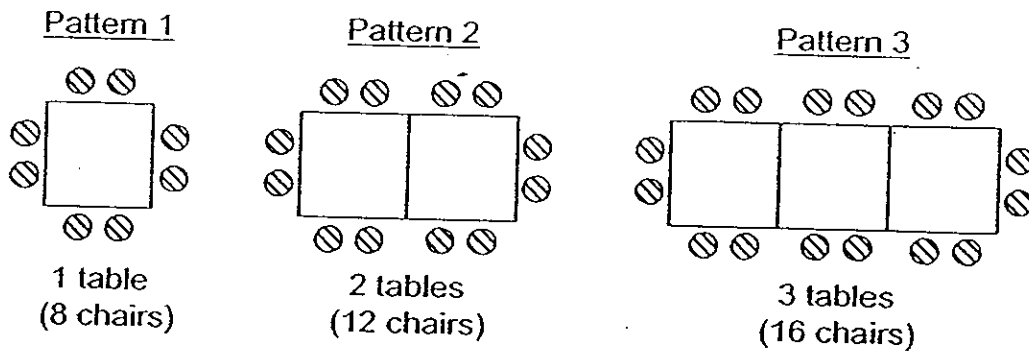 Pattern 1
Pattern 2
Pattern 3
1 table
(8 chairs)
2 tables
(12 chairs)
3 tables
(16 chairs)